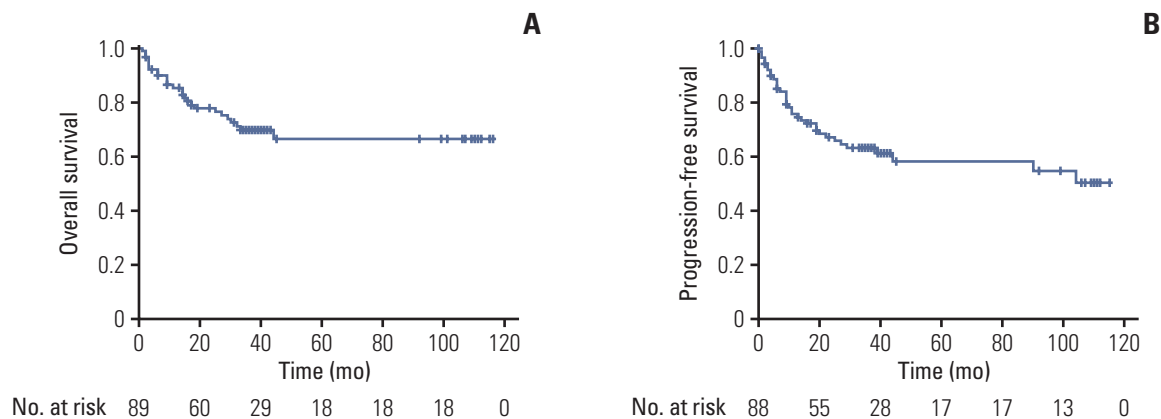 A
Overall survival
1.0
0.8
0.6
0.4
0.2
0
0 20 40 60 80 100 120
Time (mo)
No. at risk 89 60 29 18 18 18 0
B
Progression-free survival
1.0
0.8
0.6
0.4
0.2
0
0 20 40 60 80 100 120
Time (mo)
No. at risk 88 55 28 17 17 13 0